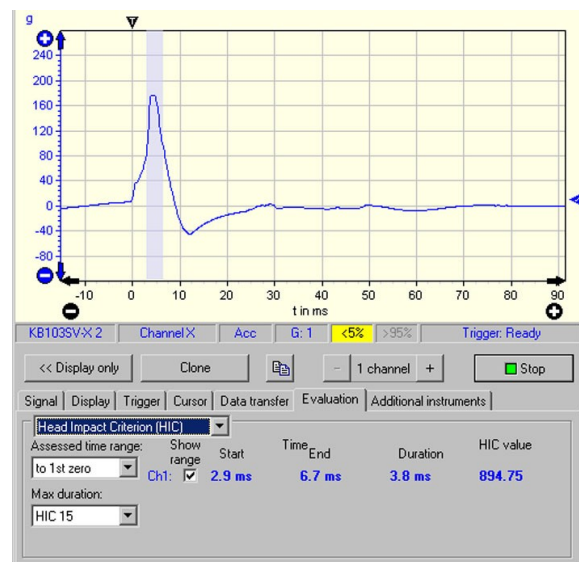 g
T
240
200
160
120
80
40
0
-40
-80
-10 0 10 20 30 40 50 60 70 80 90
t in ms
KB103SV-X 2 Channel X Acc G: 1 <5% >95% Trigger: Ready
<< Display only Clone - 1 channel + Stop
Signal Display Trigger Cursor Data transfer Evaluation Additional instruments
Head Impact Criterion (HIC)
Assessed time range: Show range Start Time End Duration HIC value
to 1st zero Ch1: 2.9 ms 6.7 ms 3.8 ms 894.75
Max duration:
HIC 15